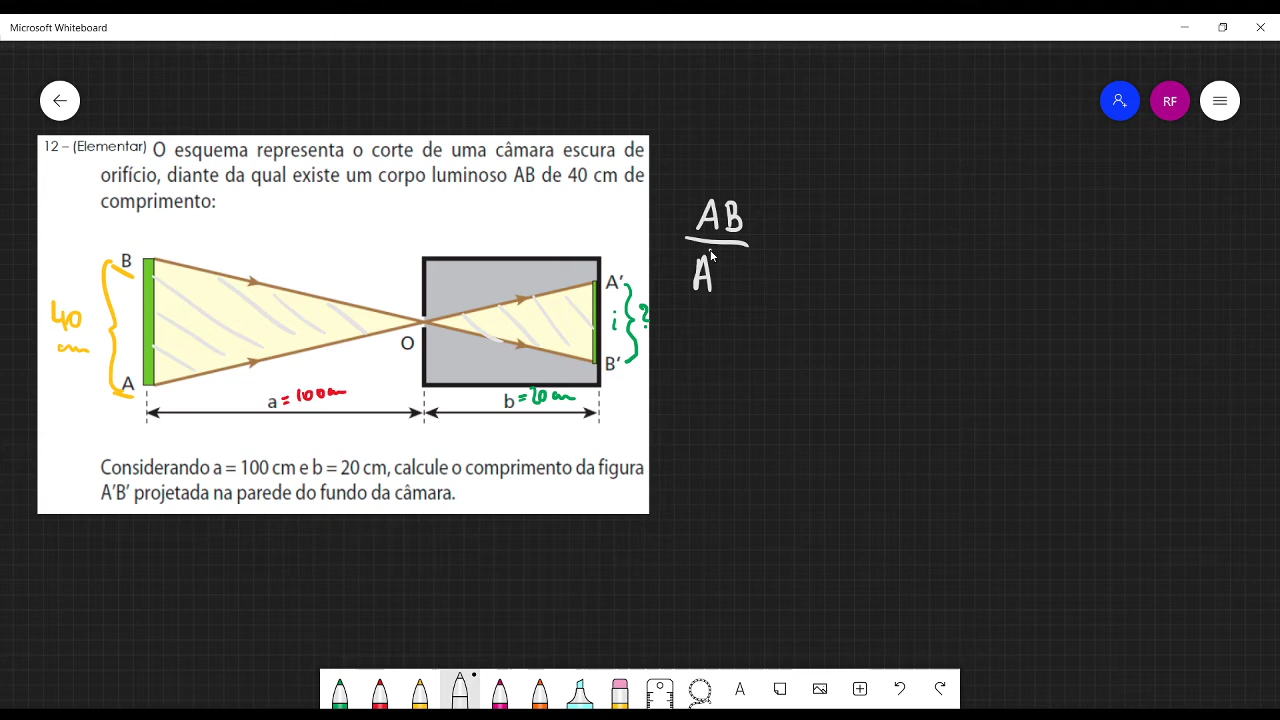 Microsoft Whiteboard
RF
12 – (Elementar) O esquema representa o corte de uma câmara escura de
orifício, diante da qual existe um corpo luminoso AB de 40 cm de
comprimento:
B
A
40
cm
O
A’
i
?
B’
a = 100 cm
b = 20 cm
Considerando a = 100 cm e b = 20 cm, calcule o comprimento da figura
A’B’ projetada na parede do fundo da câmara.
AB
A
A